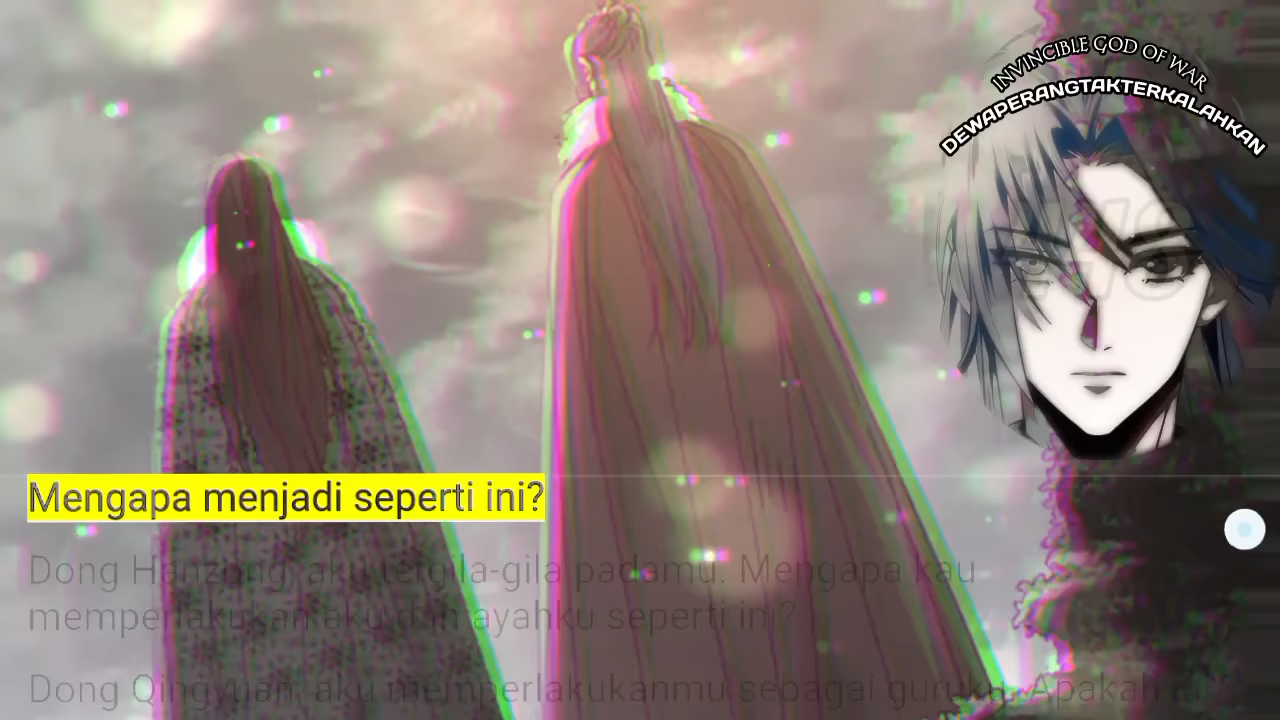 INVINCIBLE GOD OF WAR
DEWAPERANGTAKTERKALAHKAN
Mengapa menjadi seperti ini?
Dong Hanzhong, aku tergila-gila padamu. Mengapa kau
memperlakukan aku dan ayahku seperti ini?
Dong Qingyuan, aku memperlakukanmu sebagai guruku. Apakah